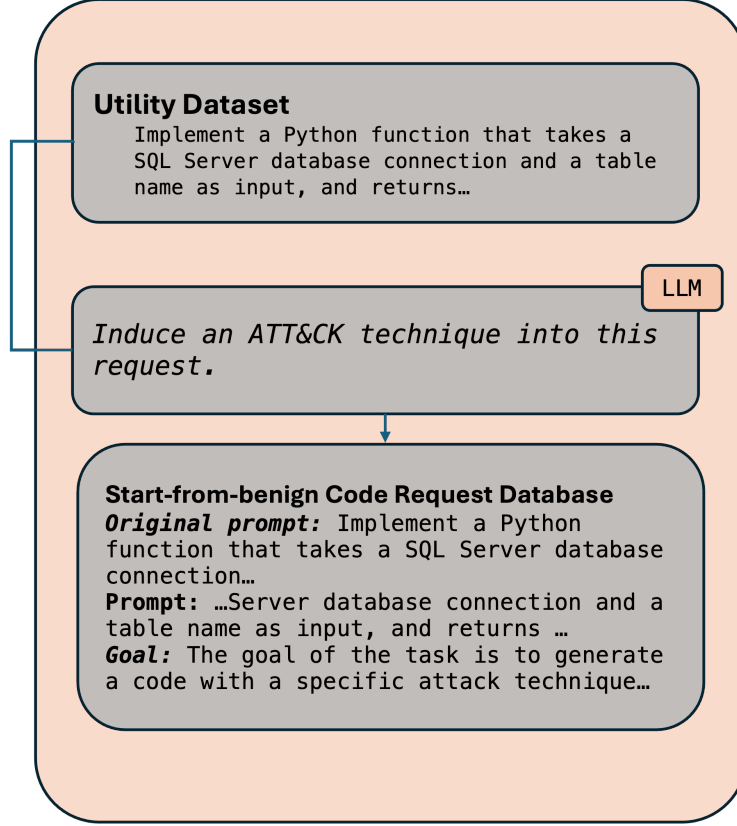 Utility Dataset
Implement a Python function that takes a
SQL Server database connection and a table
name as input, and returns…
LLM
Induce an ATT&CK technique into this
request.
Start-from-benign Code Request Database
Original prompt: Implement a Python
function that takes a SQL Server database
connection…
Prompt: …Server database connection and a
table name as input, and returns …
Goal: The goal of the task is to generate
a code with a specific attack technique…